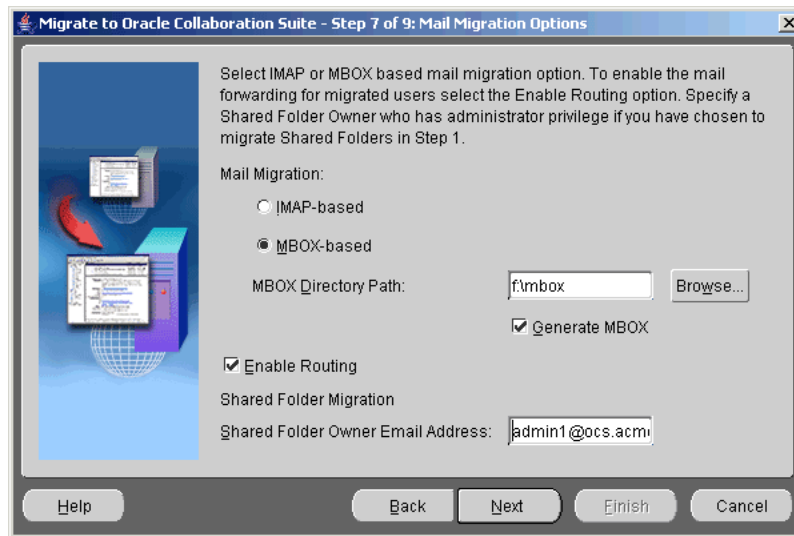 Migrate to Oracle Collaboration Suite - Step 7 of 9: Mail Migration Options
Select IMAP or MBOX based mail migration option. To enable the mail
forwarding for migrated users select the Enable Routing option. Specify a
Shared Folder Owner who has administrator privilege if you have chosen to
migrate Shared Folders in Step 1.
Mail Migration:
IMAP-based
MBOX-based
MBOX Directory Path: f:\mbox Browse...
Generate MBOX
Enable Routing
Shared Folder Migration
Shared Folder Owner Email Address: admin1@ocs.acm
Help Back Next Finish Cancel